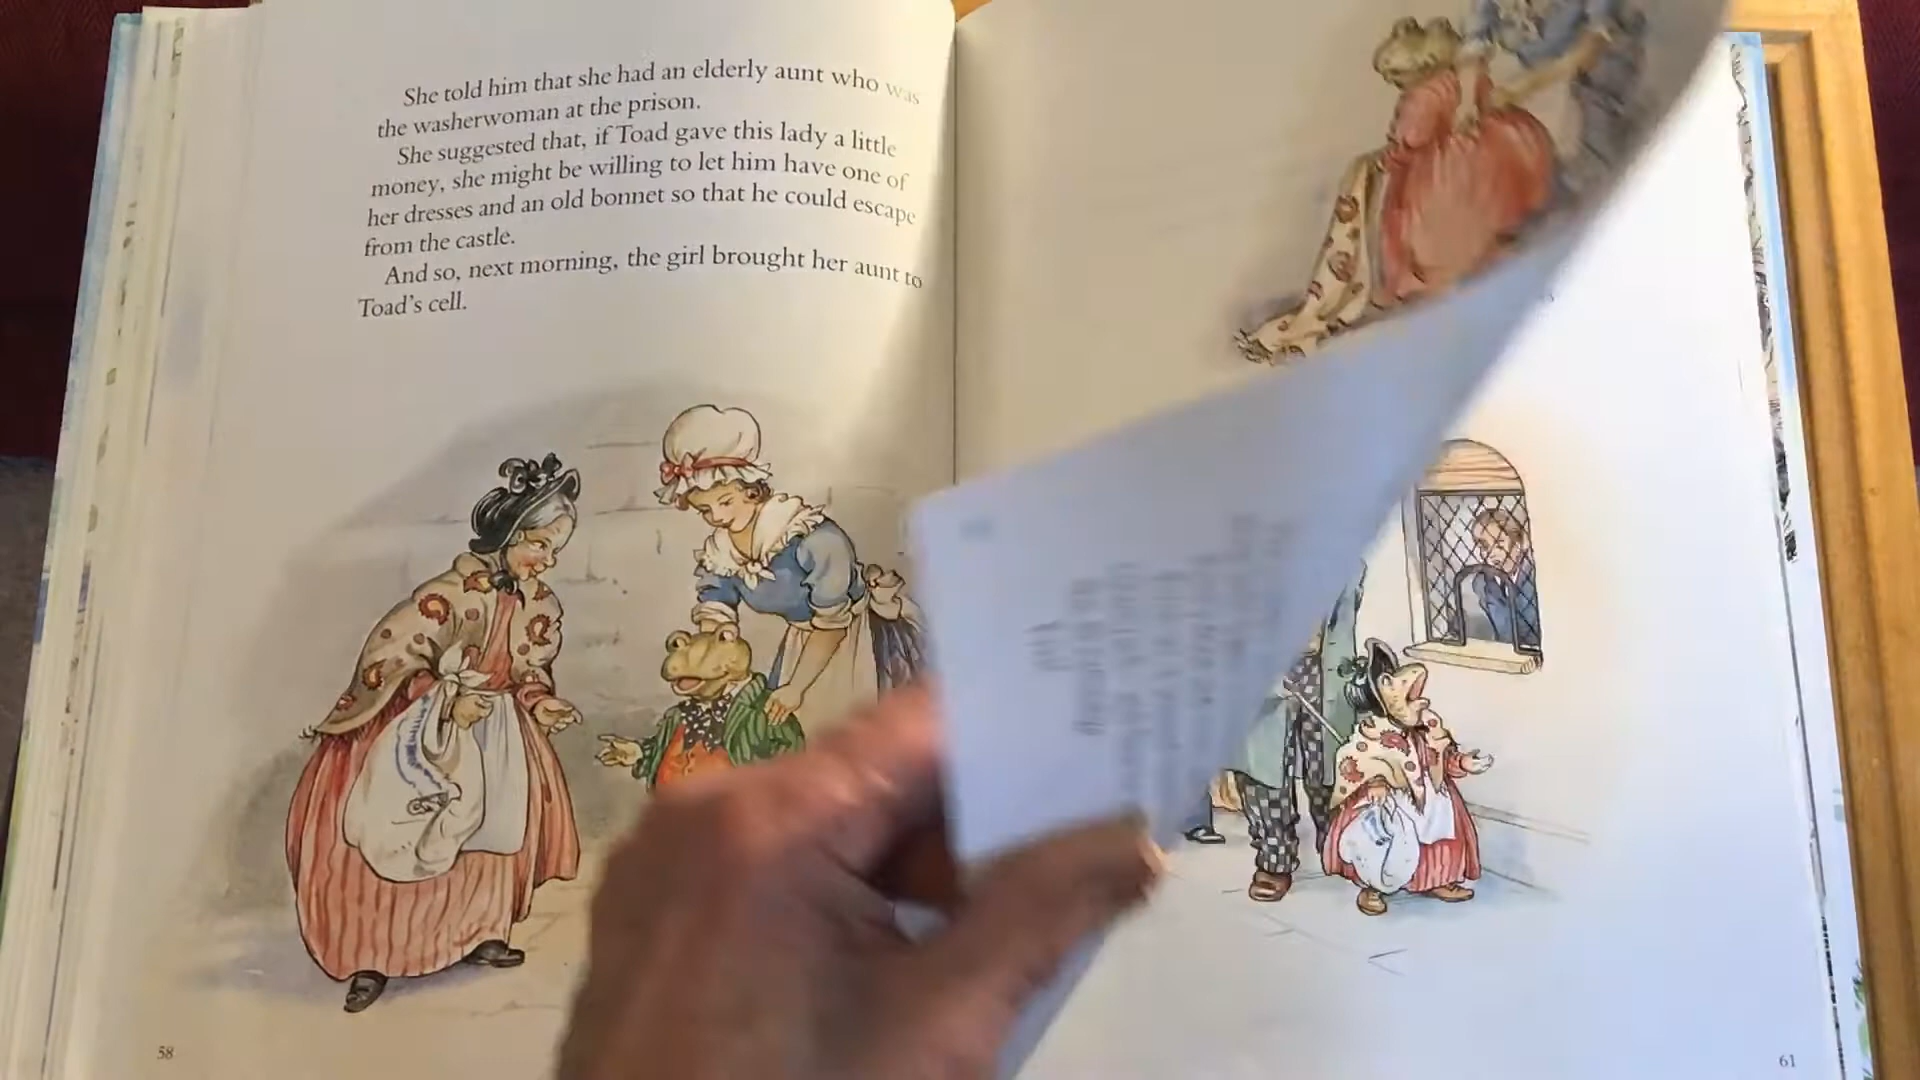 She told him that she had an elderly aunt who was
the washerwoman at the prison.
She suggested that, if Toad gave this lady a little
money, she might be willing to let him have one of
her dresses and an old bonnet so that he could escape
from the castle.
And so, next morning, the girl brought her aunt to
Toad's cell.
58
61